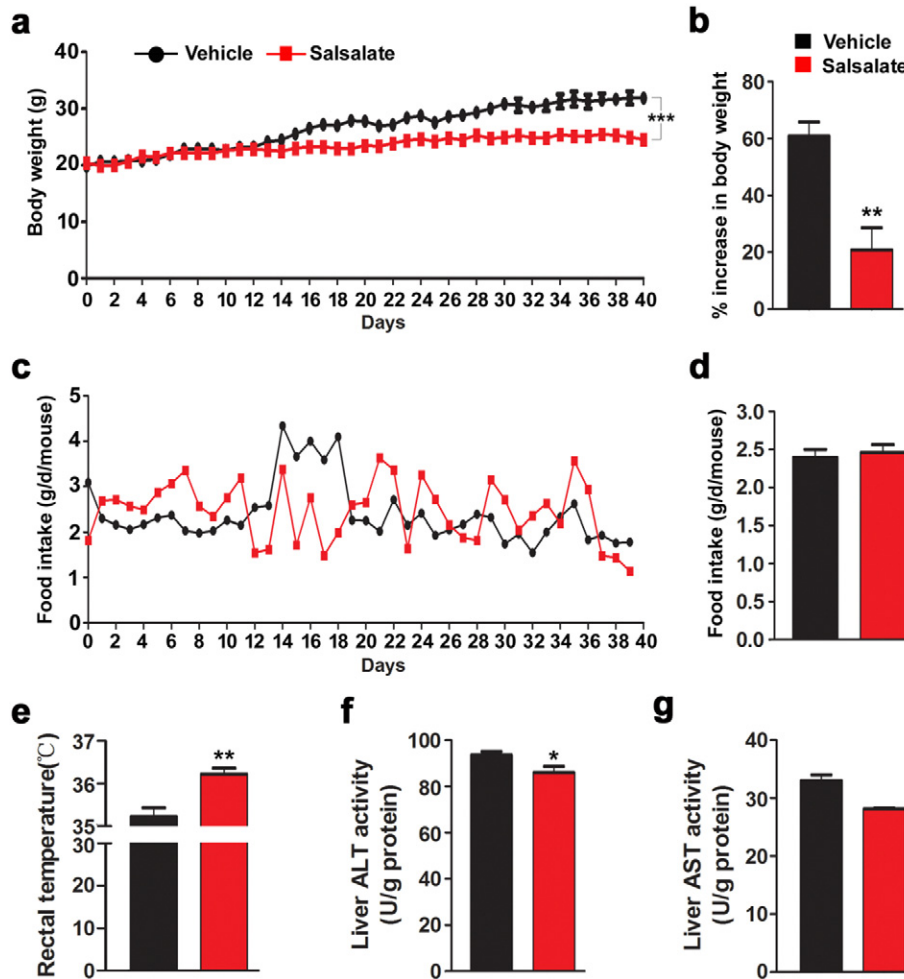 a
Vehicle
Salsalate
Body weight (g)
40
30
20
10
0
***
0 2 4 6 8 10 12 14 16 18 20 22 24 26 28 30 32 34 36 38 40
Days
b
Vehicle
Salsalate
% increase in body weight
80
60
40
20
0
**
c
Food intake (g/d/mouse)
5
4
3
2
1
0
0 2 4 6 8 10 12 14 16 18 20 22 24 26 28 30 32 34 36 38 40
Days
d
Food intake (g/d/mouse)
3.0
2.5
2.0
1.5
1.0
0.5
0.0
e
Rectal temperature(℃)
37
36
35
30
20
10
0
**
f
Liver ALT activity
(U/g protein)
100
80
60
40
20
0
*
g
Liver AST activity
(U/g protein)
40
30
20
10
0